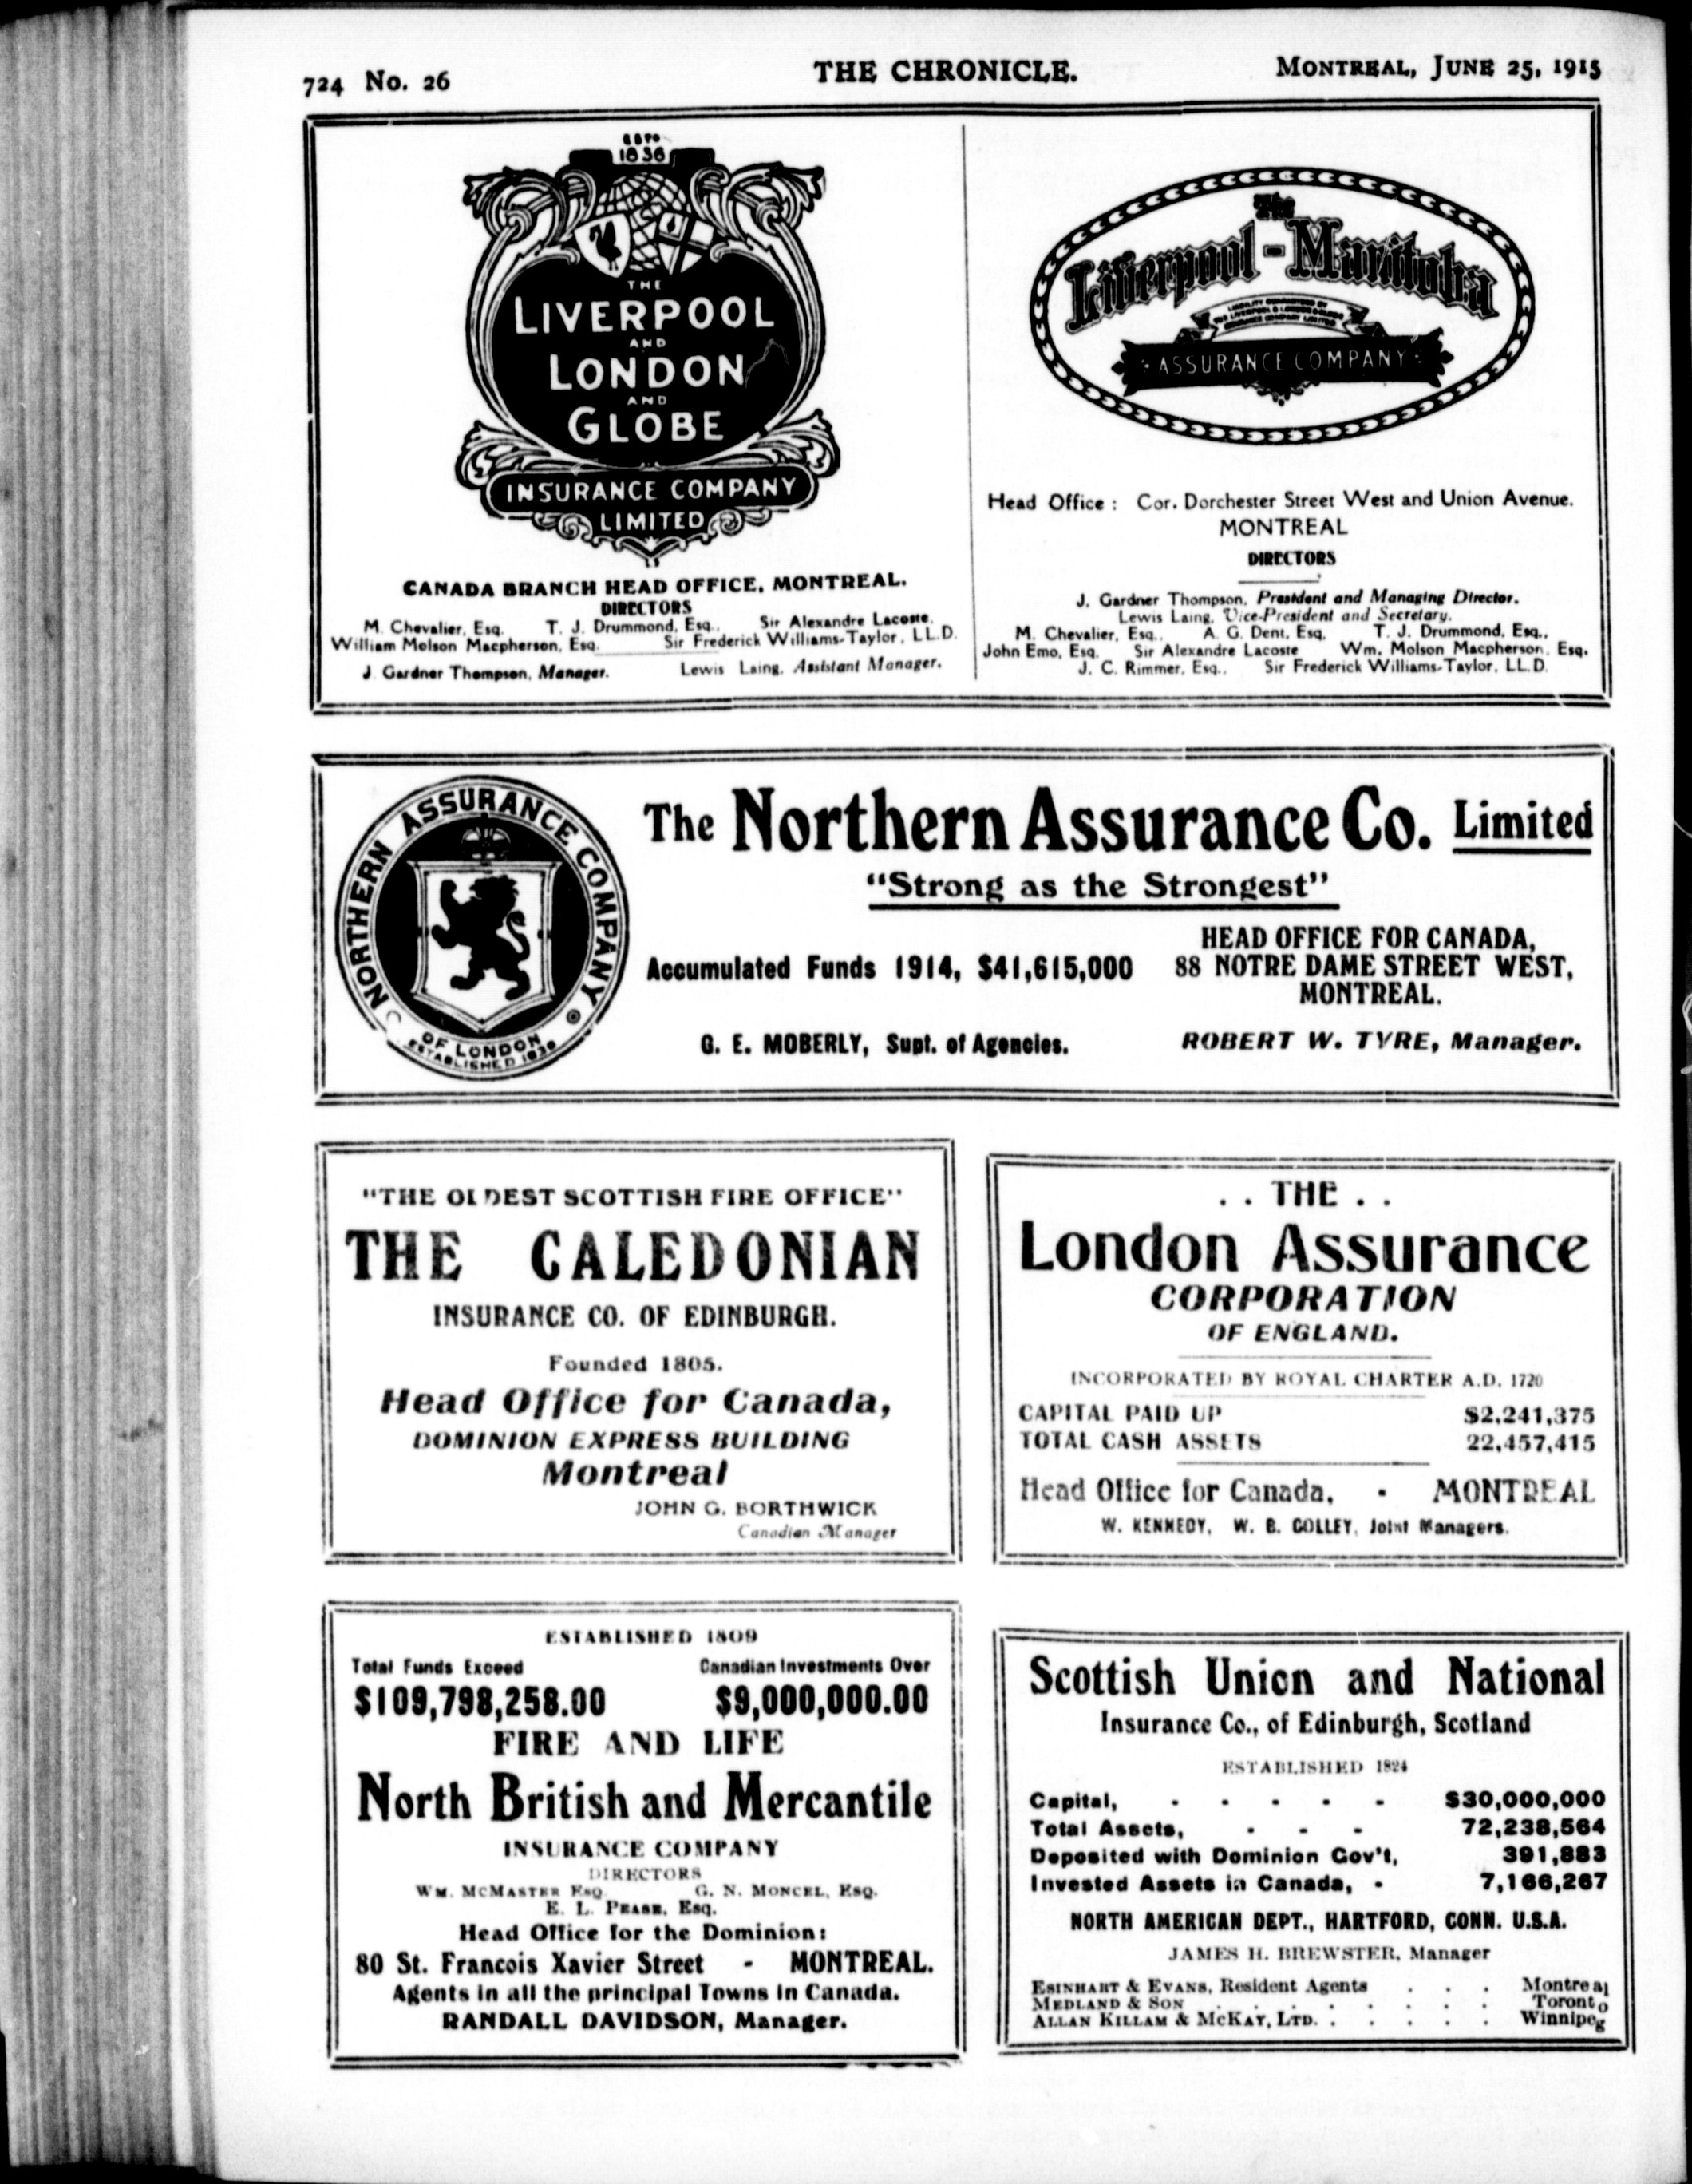 724 No. 26
THE CHRONICLE.
MONTREAL, JUNE 25, 1915
ESTD
1836
THE
LIVERPOOL
AND
LONDON
AND
GLOBE
INSURANCE COMPANY
LIMITED
CANADA BRANCH HEAD OFFICE, MONTREAL.
DIRECTORS
M. Chevalier, Esq. T. J. Drummond, Esq., Sir Alexandre Lacoste.
William Molson Macpherson, Esq. Sir Frederick Williams-Taylor, LL.D.
J. Gardner Thompson, Manager. Lewis Laing, Assistant Manager.
The
Liverpool-Manitoba
LIABILITY GUARANTEED BY
THE LIVERPOOL & LONDON & GLOBE
INSURANCE COMPANY LIMITED
ASSURANCE COMPANY
Head Office : Cor. Dorchester Street West and Union Avenue.
MONTREAL
DIRECTORS
J. Gardner Thompson, President and Managing Director.
Lewis Laing, Vice-President and Secretary.
M. Chevalier, Esq., A. G. Dent, Esq. T. J. Drummond, Esq.,
John Emo, Esq. Sir Alexandre Lacoste Wm. Molson Macpherson, Esq.
J. C. Rimmer, Esq., Sir Frederick Williams-Taylor, LL.D.
NORTHERN ASSURANCE COMPANY
OF LONDON
ESTABLISHED 1836
The Northern Assurance Co. Limited
"Strong as the Strongest"
Accumulated Funds 1914, $41,615,000
HEAD OFFICE FOR CANADA,
88 NOTRE DAME STREET WEST,
MONTREAL.
G. E. MOBERLY, Supt. of Agencies.
ROBERT W. TYRE, Manager.
"THE OLDEST SCOTTISH FIRE OFFICE"
THE CALEDONIAN
INSURANCE CO. OF EDINBURGH.
Founded 1805.
Head Office for Canada,
DOMINION EXPRESS BUILDING
Montreal
JOHN G. BORTHWICK
Canadian Manager
. . THE . .
London Assurance
CORPORATION
OF ENGLAND.
INCORPORATED BY ROYAL CHARTER A.D. 1720
CAPITAL PAID UP $2,241,375
TOTAL CASH ASSETS 22,457,415
Head Office for Canada, - MONTREAL
W. KENNEDY, W. B. COLLEY, Joint Managers.
ESTABLISHED 1809
Total Funds Exceed Canadian Investments Over
$109,798,258.00 $9,000,000.00
FIRE AND LIFE
North British and Mercantile
INSURANCE COMPANY
DIRECTORS
WM. MCMASTER ESQ. G. N. MONCEL, ESQ.
E. L. PEASE, Esq.
Head Office for the Dominion:
80 St. Francois Xavier Street - MONTREAL.
Agents in all the principal Towns in Canada.
RANDALL DAVIDSON, Manager.
Scottish Union and National
Insurance Co., of Edinburgh, Scotland
ESTABLISHED 1824
Capital, - - - - - $30,000,000
Total Assets, - - - 72,238,564
Deposited with Dominion Gov't, 391,883
Invested Assets in Canada, - 7,166,267
NORTH AMERICAN DEPT., HARTFORD, CONN. U.S.A.
JAMES H. BREWSTER, Manager
ESINHART & EVANS, Resident Agents . . . Montreal
MEDLAND & SON . . . . . . . . Toronto
ALLAN KILLAM & MCKAY, LTD. . . . . . Winnipeg